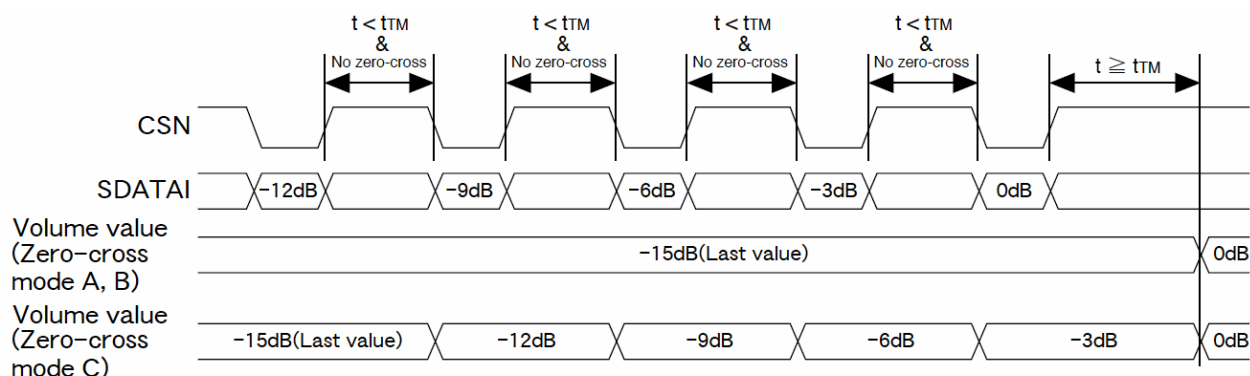 t < tTM
&
No zero-cross
t < tTM
&
No zero-cross
t < tTM
&
No zero-cross
t < tTM
&
No zero-cross
t ≧ tTM
CSN
SDATAI
-12dB
-9dB
-6dB
-3dB
0dB
Volume value
(Zero-cross
mode A, B)
-15dB(Last value)
0dB
Volume value
(Zero-cross
mode C)
-15dB(Last value)
-12dB
-9dB
-6dB
-3dB
0dB